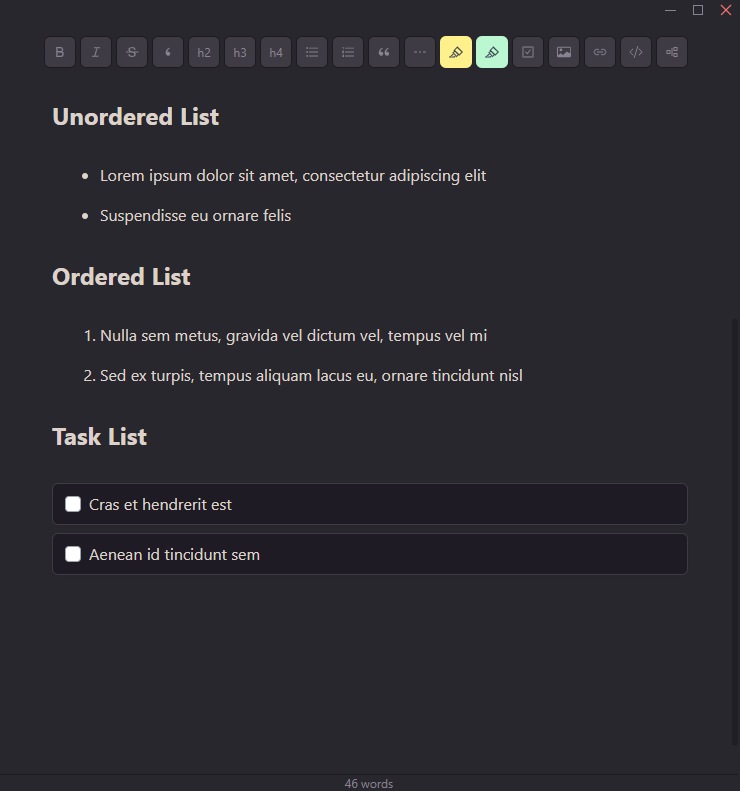 B I S h2 h3 h4
Unordered List
• Lorem ipsum dolor sit amet, consectetur adipiscing elit
• Suspendisse eu ornare felis
Ordered List
1. Nulla sem metus, gravida vel dictum vel, tempus vel mi
2. Sed ex turpis, tempus aliquam lacus eu, ornare tincidunt nisl
Task List
Cras et hendrerit est
Aenean id tincidunt sem
46 words